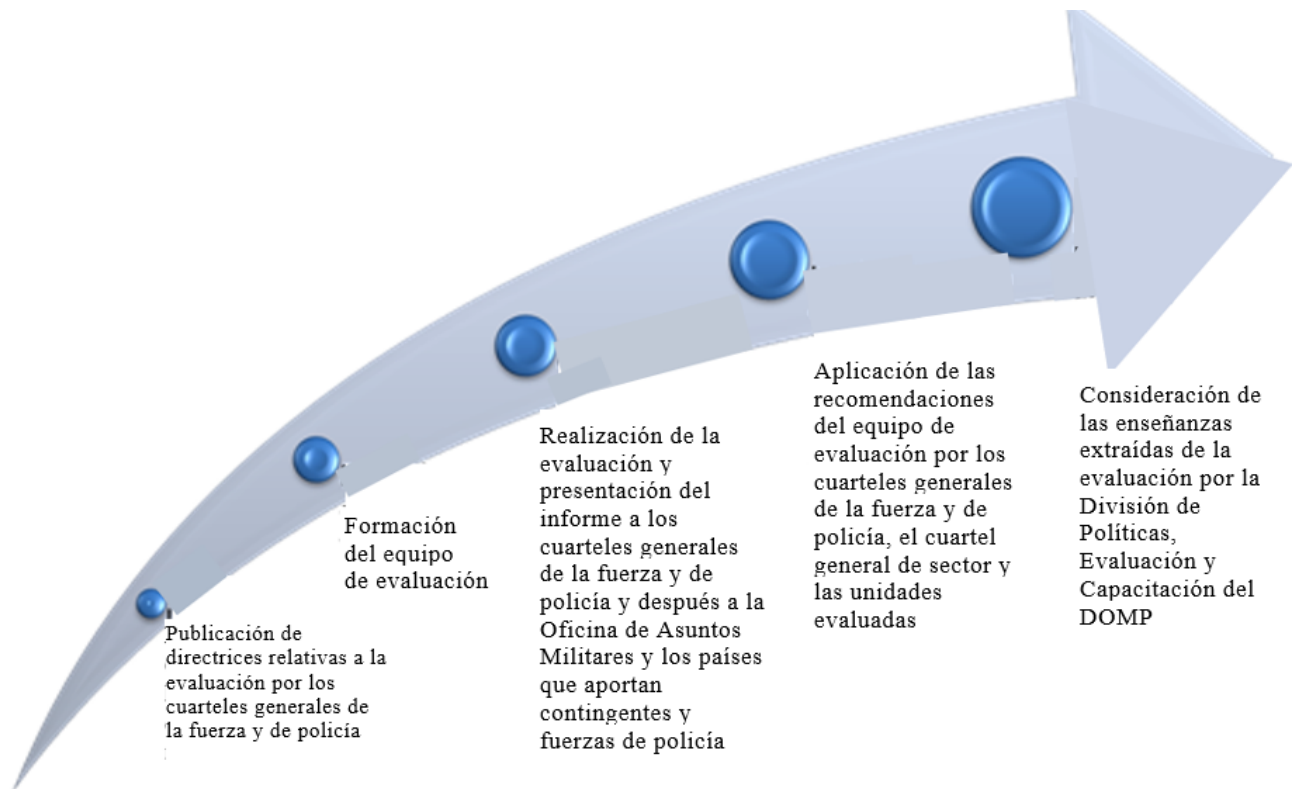 Publicación de
directrices relativas a la
evaluación por los
cuarteles generales de
la fuerza y de policía
Formación
del equipo
de evaluación
Realización de la
evaluación y
presentación del
informe a los
cuarteles generales
de la fuerza y de
policía y después a la
Oficina de Asuntos
Militares y los países
que aportan
contingentes y
fuerzas de policía
Aplicación de las
recomendaciones
del equipo de
evaluación por los
cuarteles generales
de la fuerza y de
policía, el cuartel
general de sector y
las unidades
evaluadas
Consideración de
las enseñanzas
extraídas de la
evaluación por la
División de
Políticas,
Evaluación y
Capacitación del
DOMP